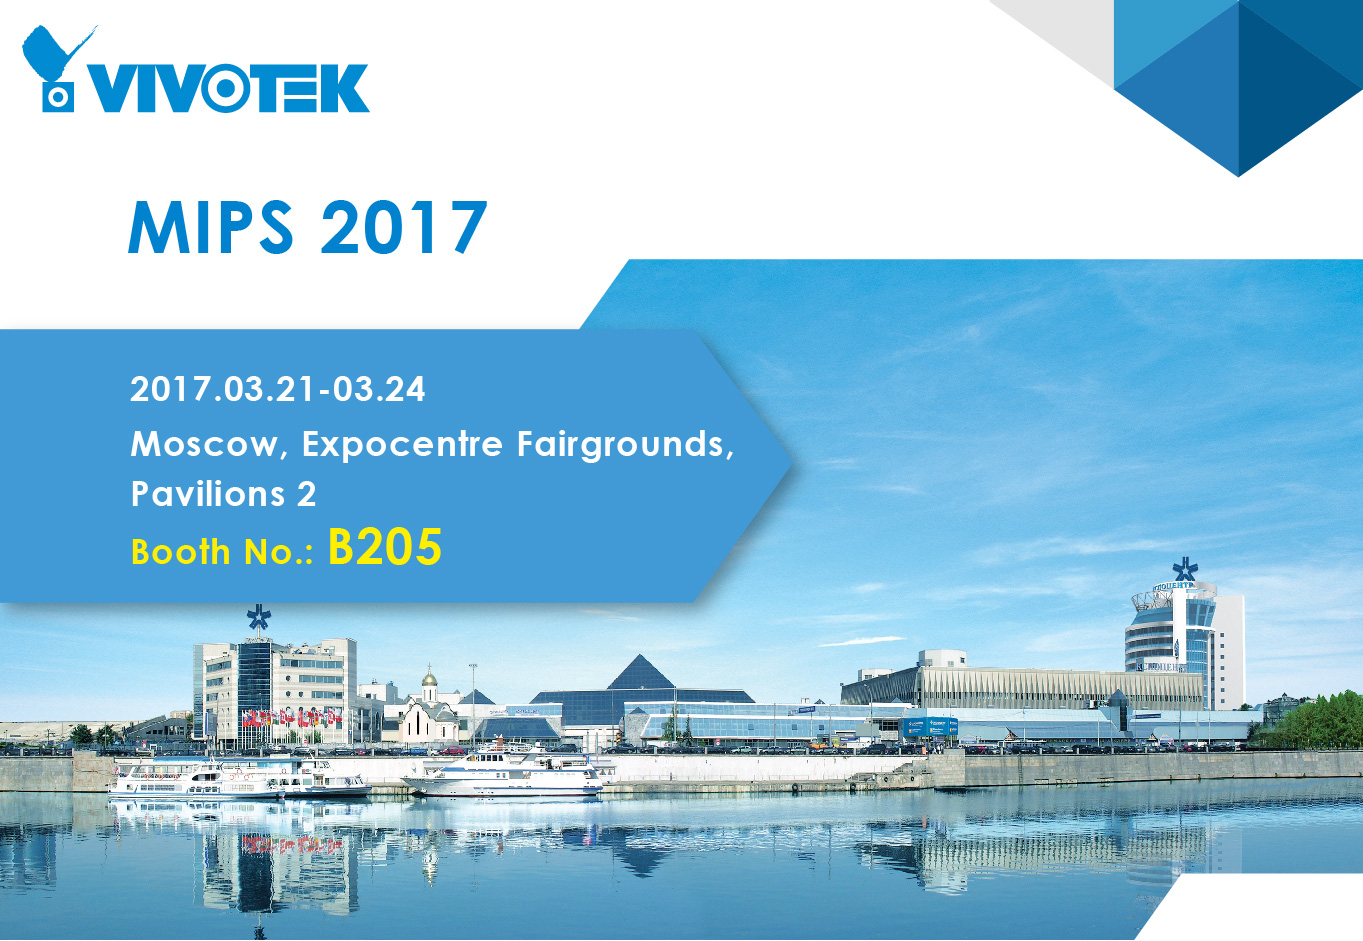 VIVOTEK
MIPS 2017
2017.03.21-03.24
Moscow, Expocentre Fairgrounds,
Pavilions 2
Booth No.: B205